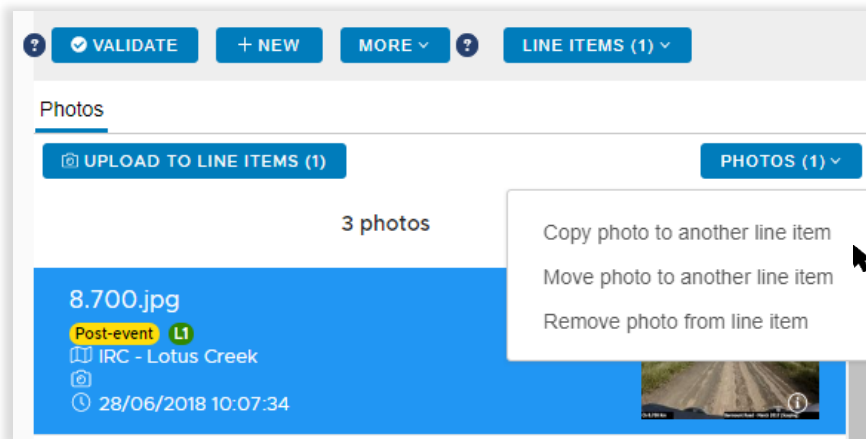 ? VALIDATE + NEW MORE ? LINE ITEMS (1)
Photos
UPLOAD TO LINE ITEMS (1) PHOTOS (1)
3 photos
Copy photo to another line item
Move photo to another line item
Remove photo from line item
8.700.jpg
Post-event L1
IRC - Lotus Creek
28/06/2018 10:07:34